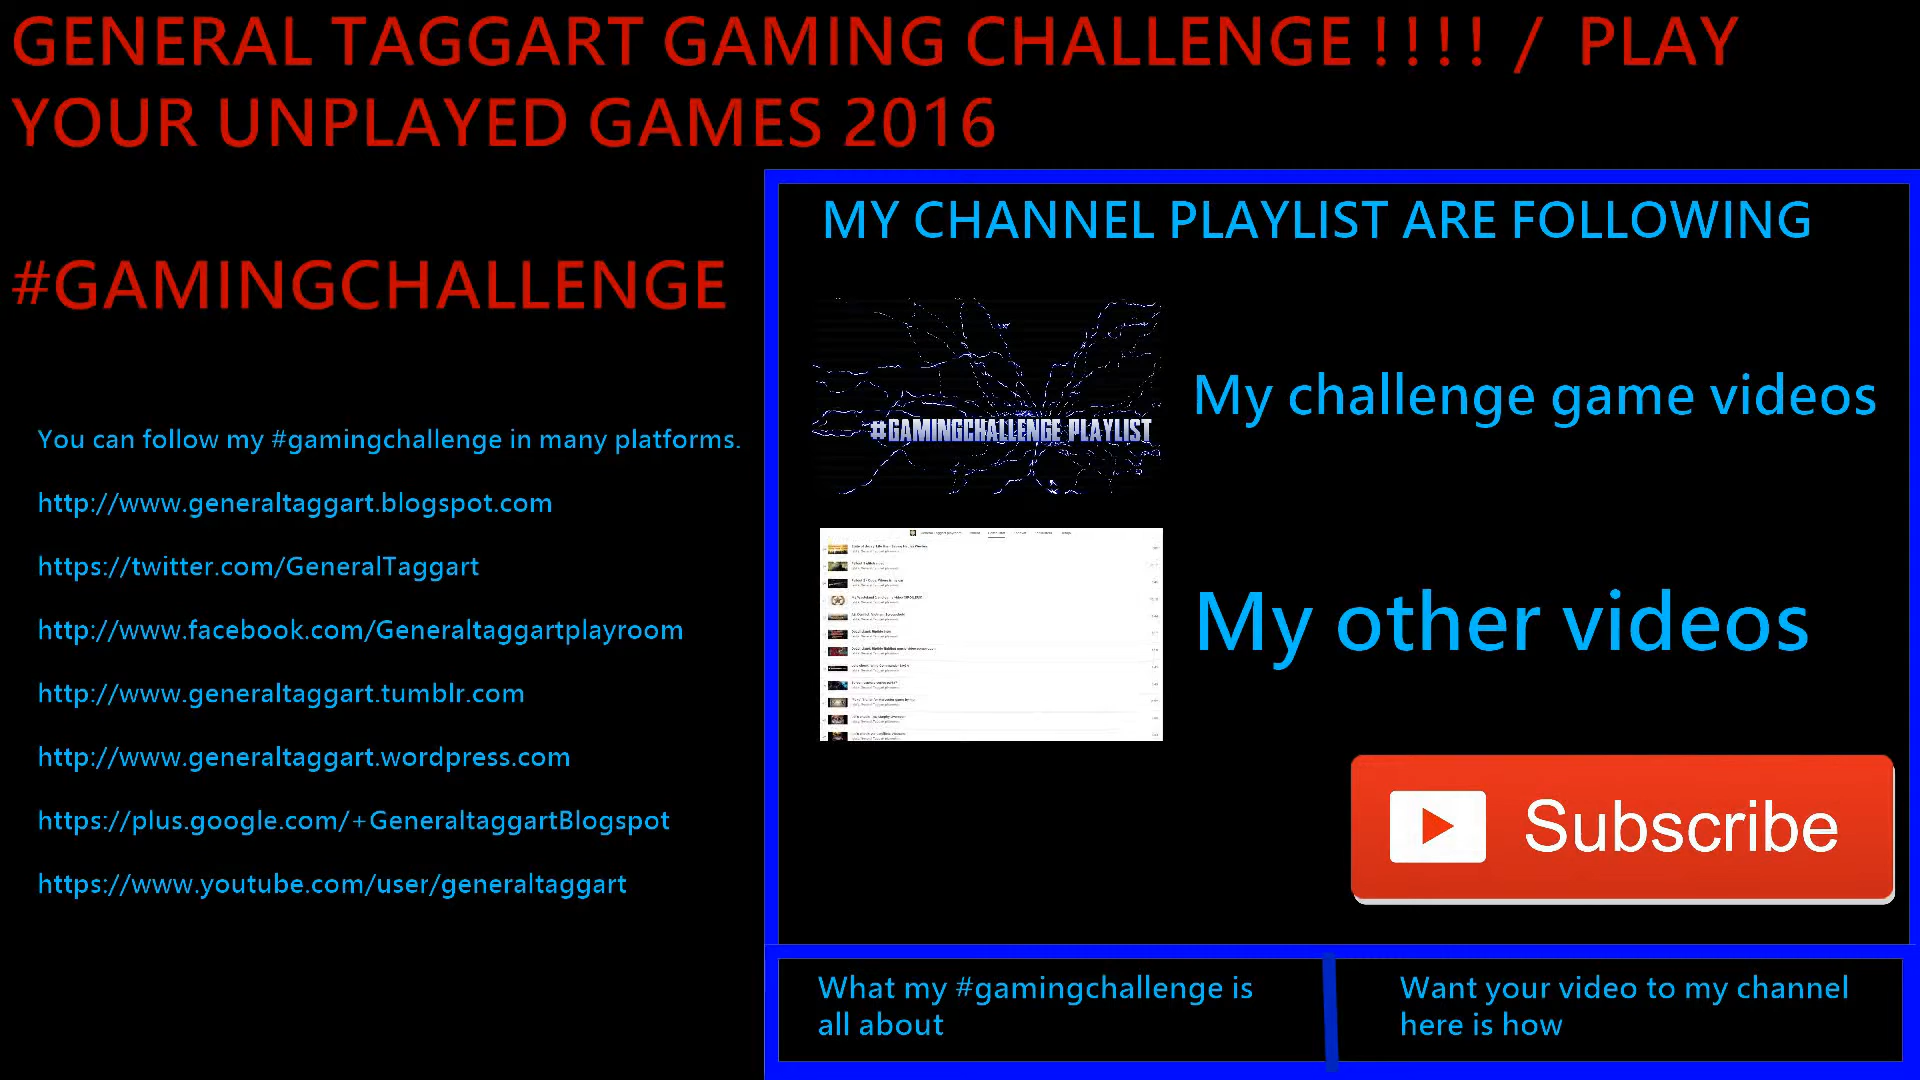 GENERAL TAGGART GAMING CHALLENGE ! ! ! ! / PLAY
YOUR UNPLAYED GAMES 2016
#GAMINGCHALLENGE
You can follow my #gamingchallenge in many platforms.
http://www.generaltaggart.blogspot.com
https://twitter.com/GeneralTaggart
http://www.facebook.com/Generaltaggartplayroom
http://www.generaltaggart.tumblr.com
http://www.generaltaggart.wordpress.com
https://plus.google.com/+GeneraltaggartBlogspot
https://www.youtube.com/user/generaltaggart
MY CHANNEL PLAYLIST ARE FOLLOWING
#GAMINGCHALLENGE PLAYLIST
My challenge game videos
My other videos
Subscribe
What my #gamingchallenge is
all about
Want your video to my channel
here is how